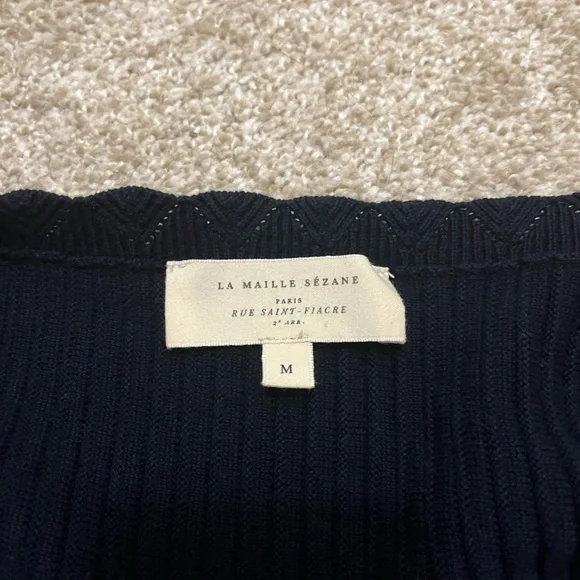 LA MAILLE SÉZANE
PARIS
RUE SAINT-FIACRE
2ᵉ ARR.
M